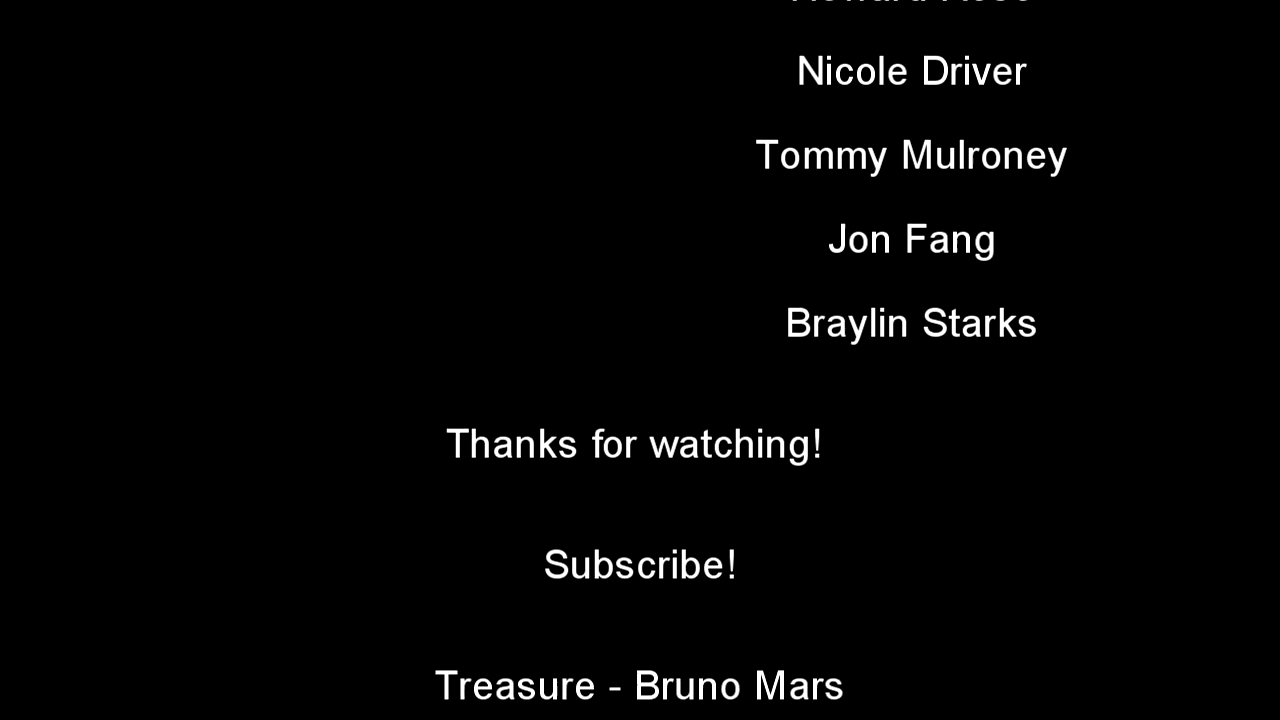 Nicole Driver
Tommy Mulroney
Jon Fang
Braylin Starks
Thanks for watching!
Subscribe!
Treasure - Bruno Mars